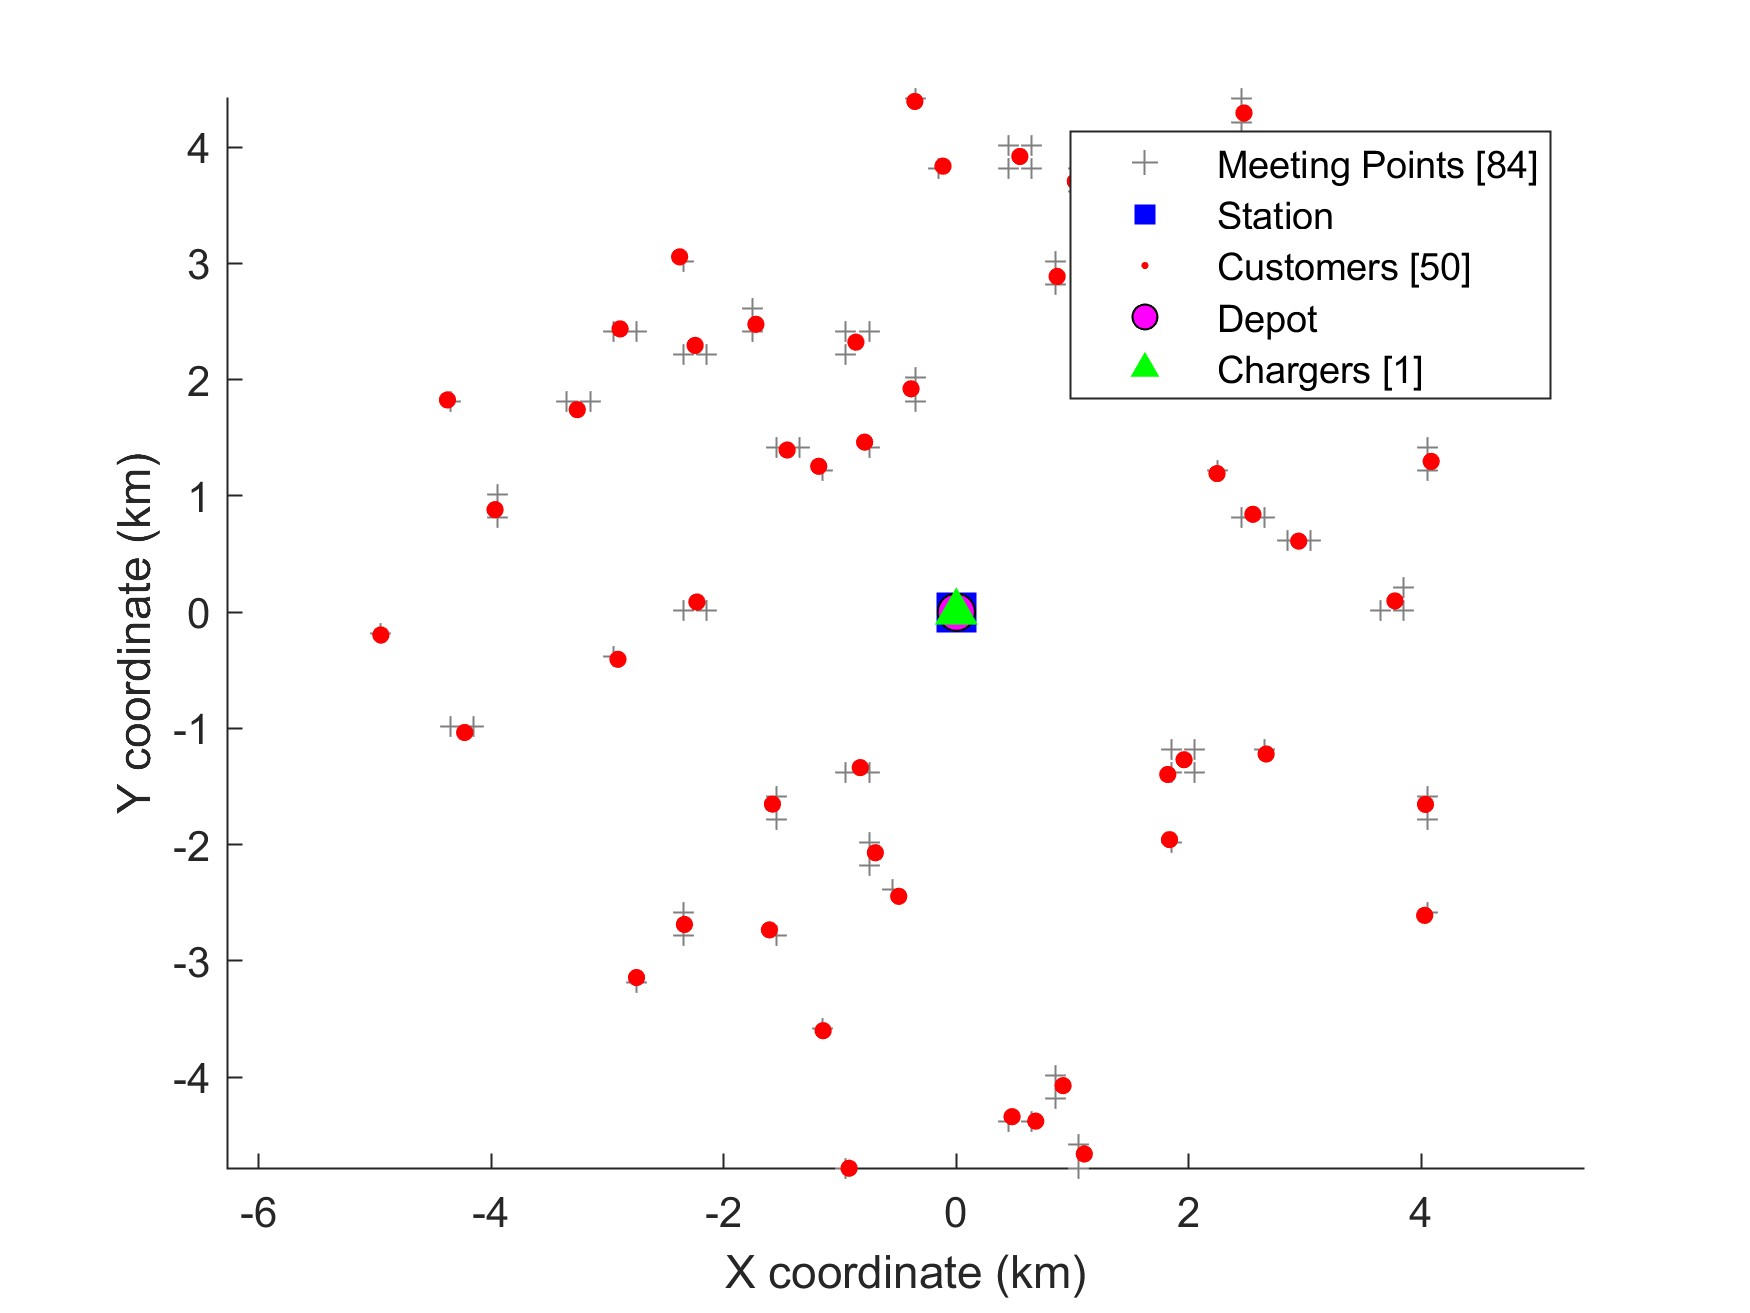 4
3
2
1
0
-1
-2
-3
-4
Y coordinate (km)
Meeting Points [84]
Station
Customers [50]
Depot
Chargers [1]
-6 -4 -2 0 2 4
X coordinate (km)